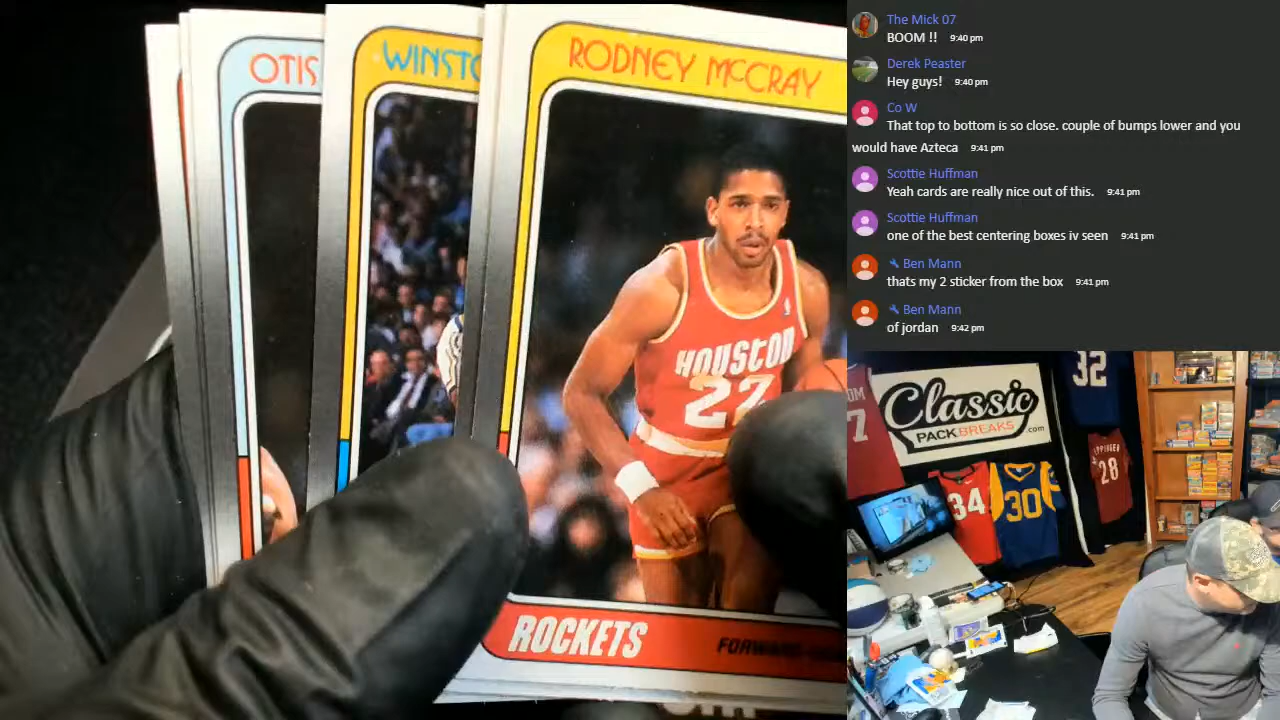 OTIS
WINSTO
RODNEY McCRAY
HOUSTON
22
ROCKETS
The Mick 07
BOOM !! 9:40 pm
Derek Peaster
Hey guys! 9:40 pm
Co W
That top to bottom is so close. couple of bumps lower and you
would have Azteca 9:41 pm
Scottie Huffman
Yeah cards are really nice out of this. 9:41 pm
Scottie Huffman
one of the best centering boxes iv seen 9:41 pm
Ben Mann
thats my 2 sticker from the box 9:41 pm
Ben Mann
of jordan 9:42 pm
32
Classic
PACKBREAKS.com
7
34
30
28